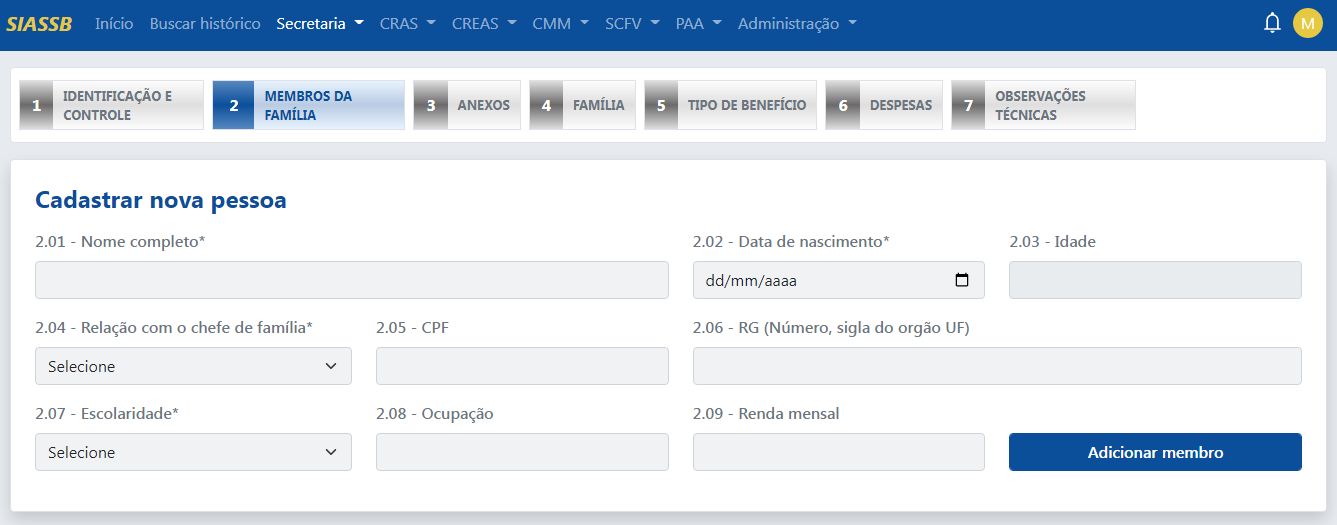 SIASSB Início Buscar histórico Secretaria CRAS CREAS CMM SCFV PAA Administração M
1 IDENTIFICAÇÃO E CONTROLE
2 MEMBROS DA FAMÍLIA
3 ANEXOS
4 FAMÍLIA
5 TIPO DE BENEFÍCIO
6 DESPESAS
7 OBSERVAÇÕES TÉCNICAS
Cadastrar nova pessoa
2.01 - Nome completo*
2.02 - Data de nascimento*
dd/mm/aaaa
2.03 - Idade
2.04 - Relação com o chefe de família*
Selecione
2.05 - CPF
2.06 - RG (Número, sigla do orgão UF)
2.07 - Escolaridade*
Selecione
2.08 - Ocupação
2.09 - Renda mensal
Adicionar membro